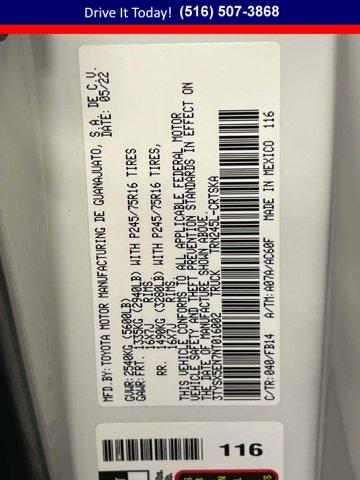 Drive It Today! (516) 507-3868
MFD.BY: TOYOTA MOTOR MANUFACTURING DE GUANAJUATO, S.A. DE C.V.
DATE: 05/22
GVWR: 2540KG (5600LB)
GAWR: FRT. 1335KG (2940LB) WITH P245/75R16 TIRES,
16X7J RIMS,
RR. 1490KG (3280LB) WITH P245/75R16 TIRES,
16X7J RIMS
THIS VEHICLE CONFORMS TO ALL APPLICABLE FEDERAL MOTOR
VEHICLE SAFETY AND THEFT PREVENTION STANDARDS IN EFFECT ON
THE DATE OF MANUFACTURE SHOWN ABOVE.
3TYSX5EN7NT016002 TRUCK TRN245L-CRTSKA
C/TR: 040/FB14 A/TM: A07A/AC60F MADE IN MEXICO 116
116